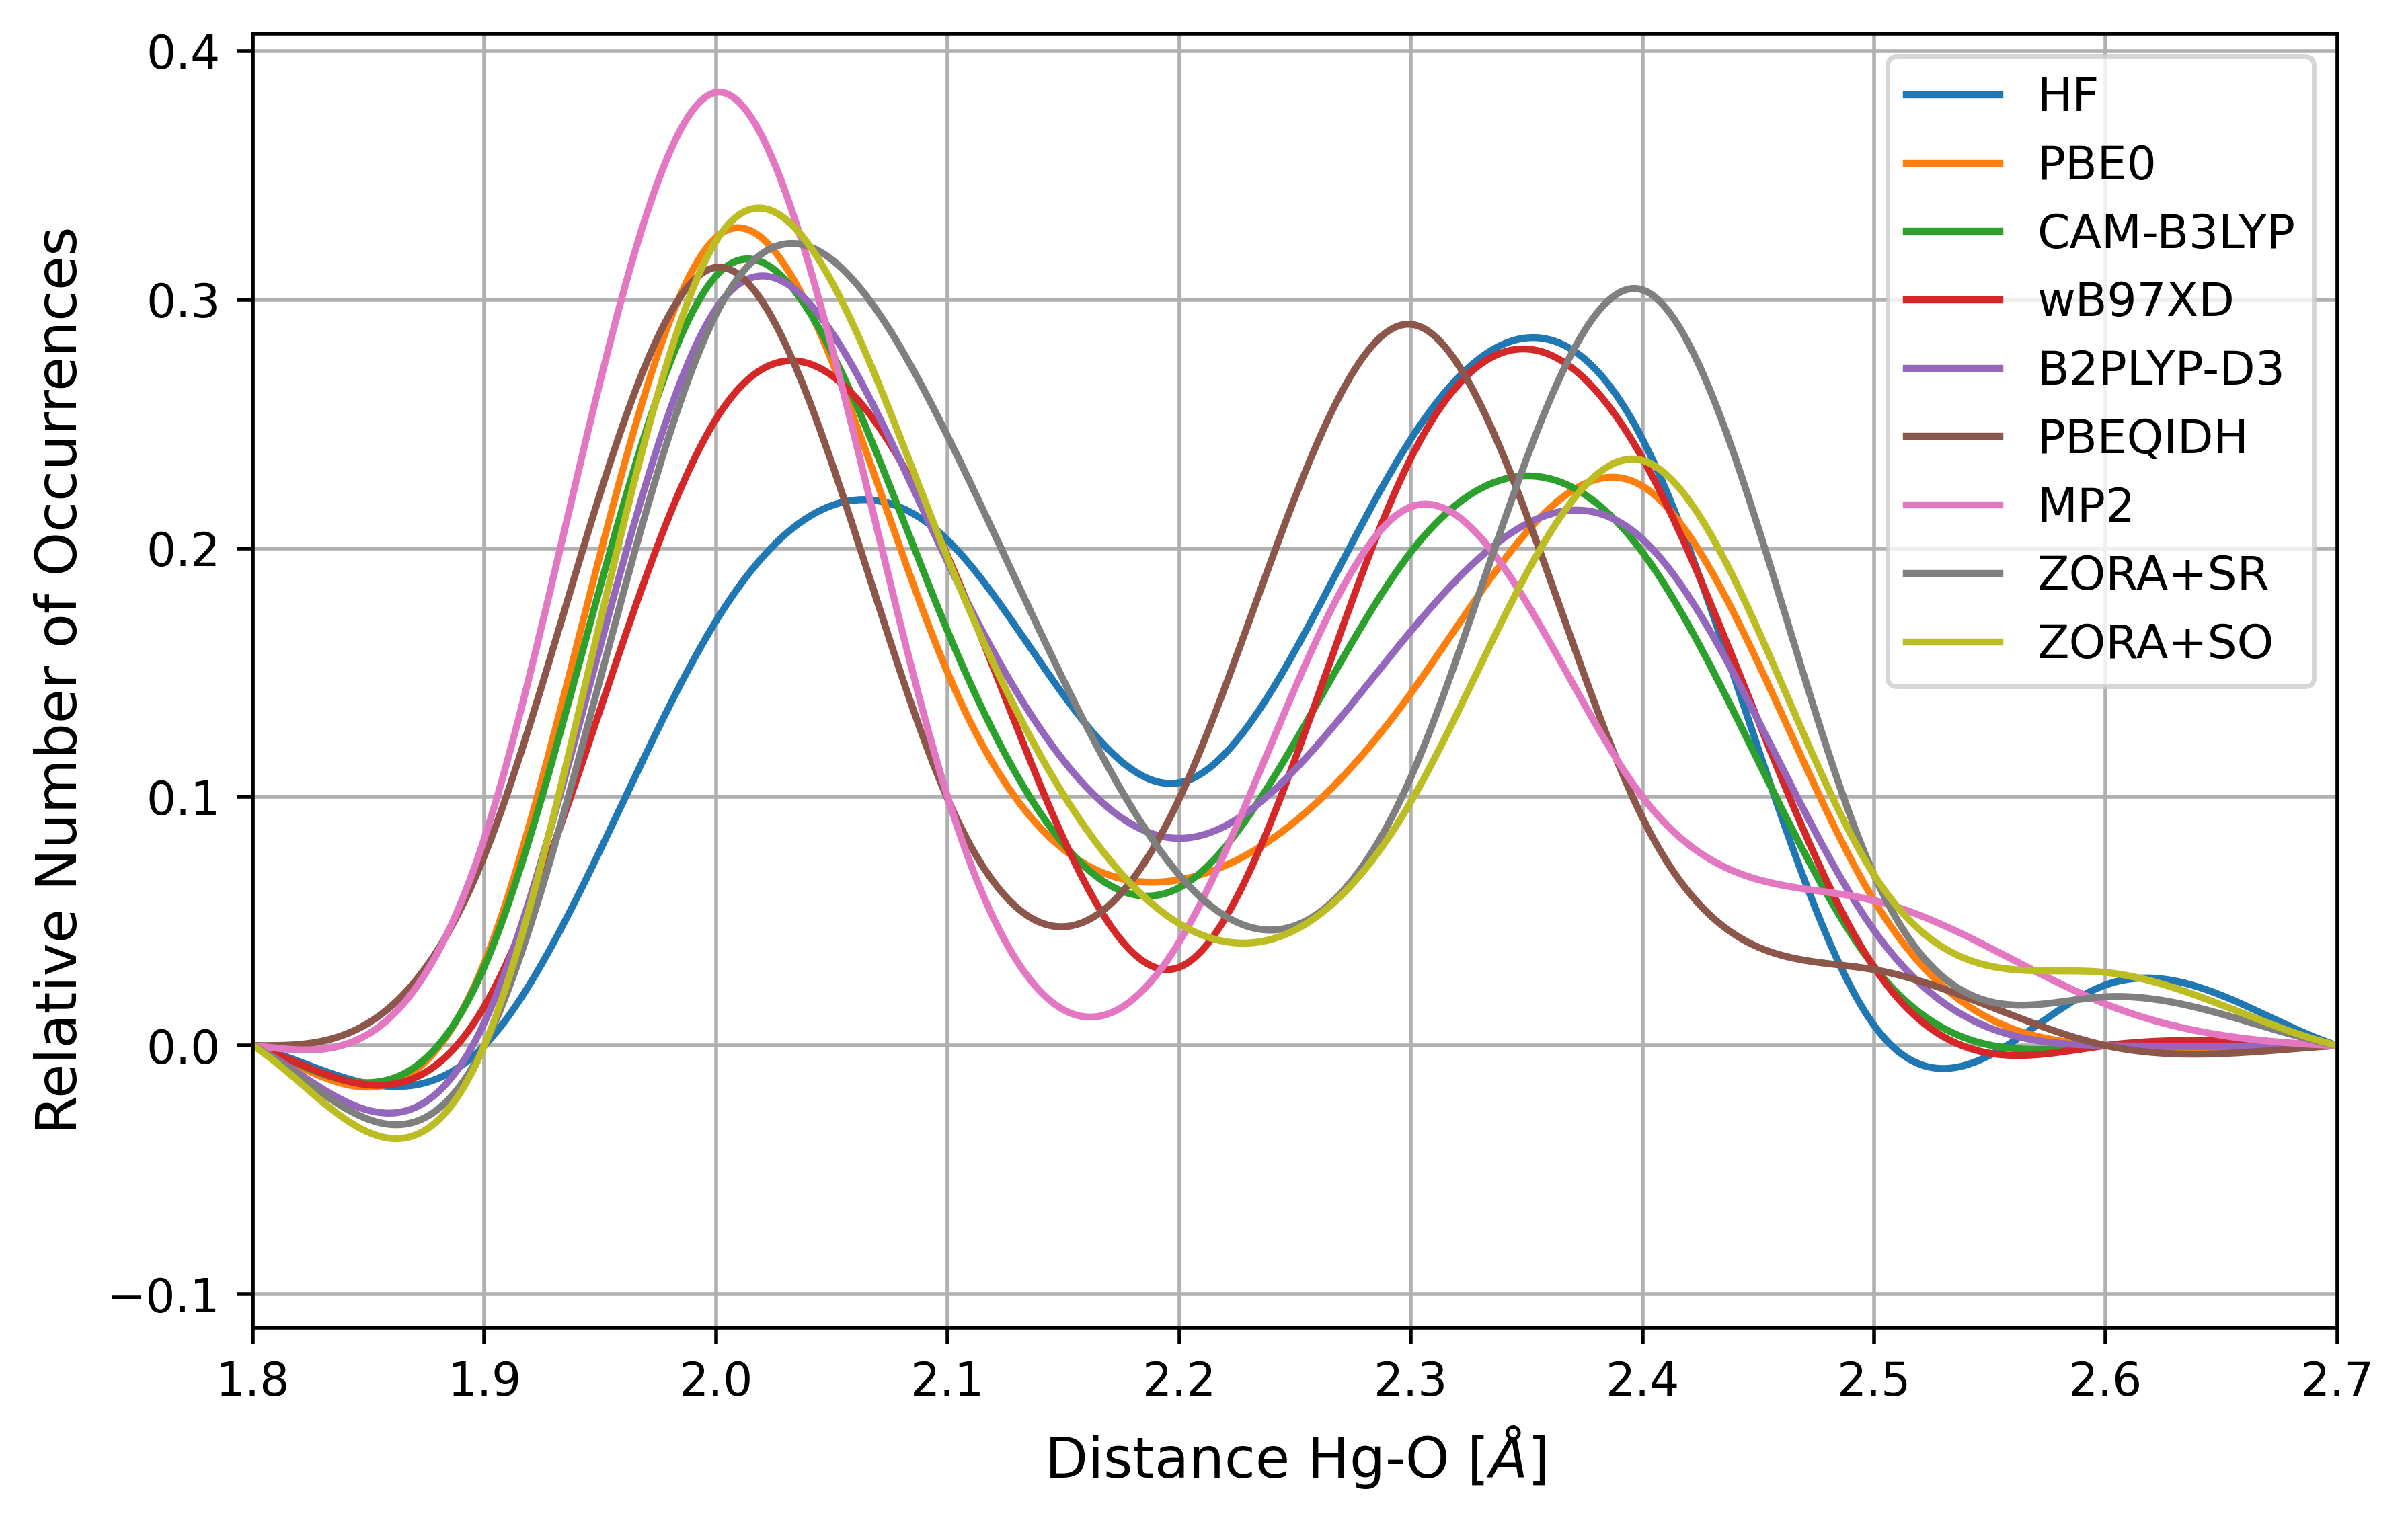 Relative Number of Occurrences
0.4
0.3
0.2
0.1
0.0
−0.1
HF
PBE0
CAM-B3LYP
wB97XD
B2PLYP-D3
PBEQIDH
MP2
ZORA+SR
ZORA+SO
1.8 1.9 2.0 2.1 2.2 2.3 2.4 2.5 2.6 2.7
Distance Hg-O [Å]